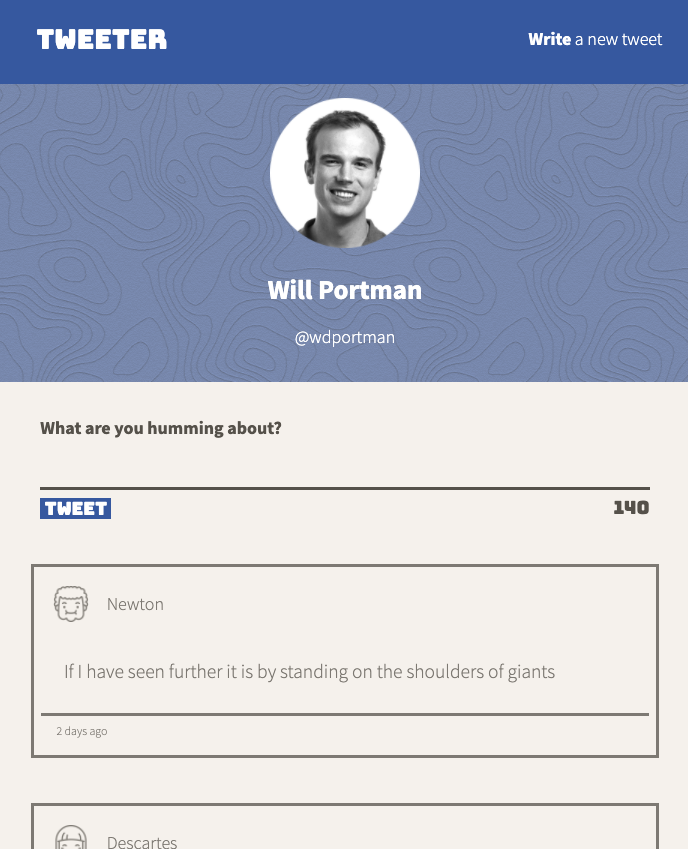 TWEETER
Write a new tweet
Will Portman
@wdportman
What are you humming about?
TWEET
140
Newton
If I have seen further it is by standing on the shoulders of giants
2 days ago
Descartes